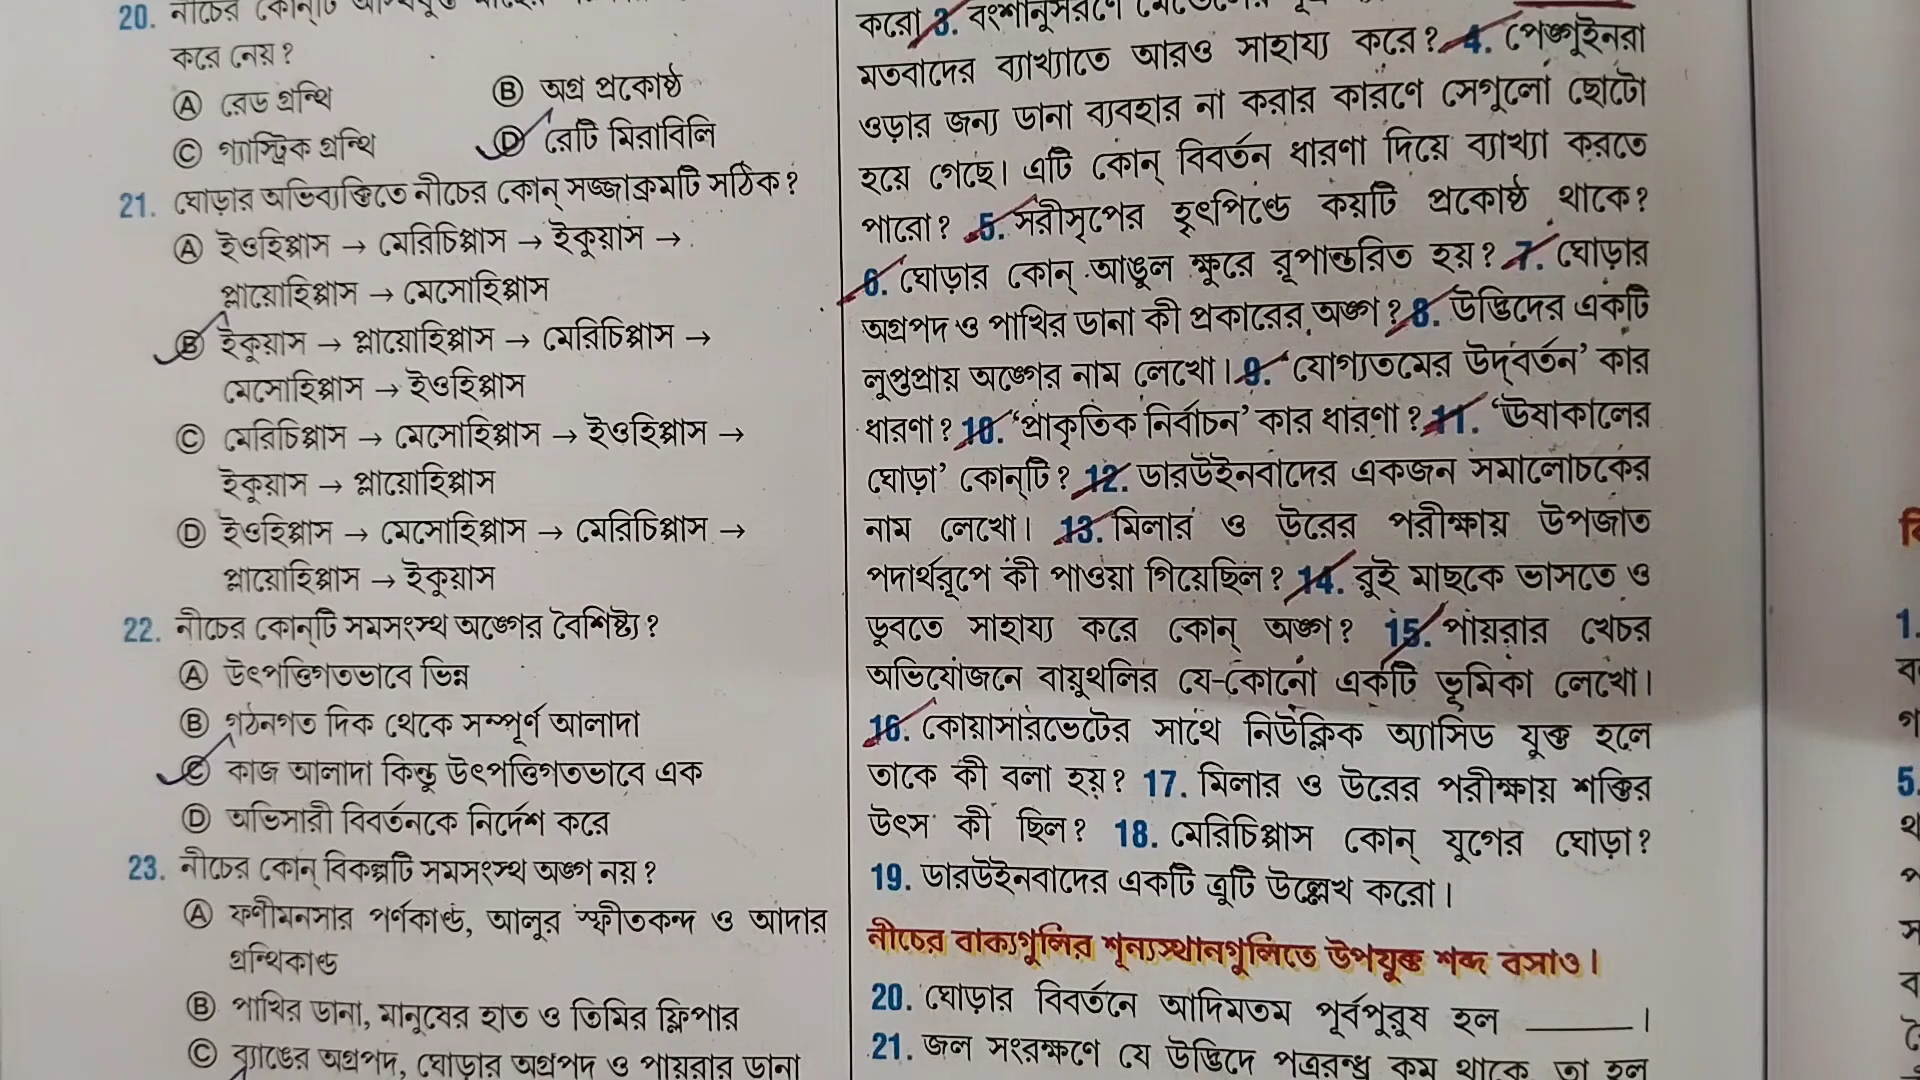 20. নীচের কোন্‌টি
করে নেয়?
Ⓐ রেড গ্রন্থি
Ⓑ অগ্র প্রকোষ্ঠ
Ⓒ গ্যাস্ট্রিক গ্রন্থি
Ⓓ রেটি মিরাবিলি
21. ঘোড়ার অভিব্যক্তিতে নীচের কোন্ সজ্জাক্রমটি সঠিক?
Ⓐ ইওহিপ্পাস → মেরিচিপ্পাস → ইকুয়াস →
প্লায়োহিপ্পাস → মেসোহিপ্পাস
Ⓑ ইকুয়াস → প্লায়োহিপ্পাস → মেরিচিপ্পাস →
মেসোহিপ্পাস → ইওহিপ্পাস
Ⓒ মেরিচিপ্পাস → মেসোহিপ্পাস → ইওহিপ্পাস →
ইকুয়াস → প্লায়োহিপ্পাস
Ⓓ ইওহিপ্পাস → মেসোহিপ্পাস → মেরিচিপ্পাস →
প্লায়োহিপ্পাস → ইকুয়াস
22. নীচের কোন্‌টি সমসংস্থ অঙ্গের বৈশিষ্ট্য?
Ⓐ উৎপত্তিগতভাবে ভিন্ন
Ⓑ গঠনগত দিক থেকে সম্পূর্ণ আলাদা
Ⓒ কাজ আলাদা কিন্তু উৎপত্তিগতভাবে এক
Ⓓ অভিসারী বিবর্তনকে নির্দেশ করে
23. নীচের কোন্ বিকল্পটি সমসংস্থ অঙ্গ নয়?
Ⓐ ফণীমনসার পর্ণকাণ্ড, আলুর স্ফীতকন্দ ও আদার
গ্রন্থিকাণ্ড
Ⓑ পাখির ডানা, মানুষের হাত ও তিমির ফ্লিপার
Ⓒ ব্যাঙের অগ্রপদ, ঘোড়ার অগ্রপদ ও পায়রার ডানা
করো। 3. বংশানুসরণে মেন্ডেলের
মতবাদের ব্যাখ্যাতে আরও সাহায্য করে? 4. পেঙ্গুইনরা
ওড়ার জন্য ডানা ব্যবহার না করার কারণে সেগুলো ছোটো
হয়ে গেছে। এটি কোন্ বিবর্তন ধারণা দিয়ে ব্যাখ্যা করতে
পারো? 5. সরীসৃপের হৃৎপিণ্ডে কয়টি প্রকোষ্ঠ থাকে?
6. ঘোড়ার কোন্ আঙুল ক্ষুরে রূপান্তরিত হয়? 7. ঘোড়ার
অগ্রপদ ও পাখির ডানা কী প্রকারের অঙ্গ? 8. উদ্ভিদের একটি
লুপ্তপ্রায় অঙ্গের নাম লেখো। 9. ‘যোগ্যতমের উদ্‌বর্তন’ কার
ধারণা? 10. ‘প্রাকৃতিক নির্বাচন’ কার ধারণা? 11. ‘ঊষাকালের
ঘোড়া’ কোন্‌টি? 12. ডারউইনবাদের একজন সমালোচকের
নাম লেখো। 13. মিলার ও উরের পরীক্ষায় উপজাত
পদার্থরূপে কী পাওয়া গিয়েছিল? 14. রুই মাছকে ভাসতে ও
ডুবতে সাহায্য করে কোন্ অঙ্গ? 15. পায়রার খেচর
অভিযোজনে বায়ুথলির যে-কোনো একটি ভূমিকা লেখো।
16. কোয়াসারভেটের সাথে নিউক্লিক অ্যাসিড যুক্ত হলে
তাকে কী বলা হয়? 17. মিলার ও উরের পরীক্ষায় শক্তির
উৎস কী ছিল? 18. মেরিচিপ্পাস কোন্ যুগের ঘোড়া?
19. ডারউইনবাদের একটি ত্রুটি উল্লেখ করো।
নীচের বাক্যগুলির শূন্যস্থানগুলিতে উপযুক্ত শব্দ বসাও।
20. ঘোড়ার বিবর্তনে আদিমতম পূর্বপুরুষ হল ______।
21. জল সংরক্ষণে যে উদ্ভিদে পত্ররন্ধ্র কম থাকে তা হল
1.
5.